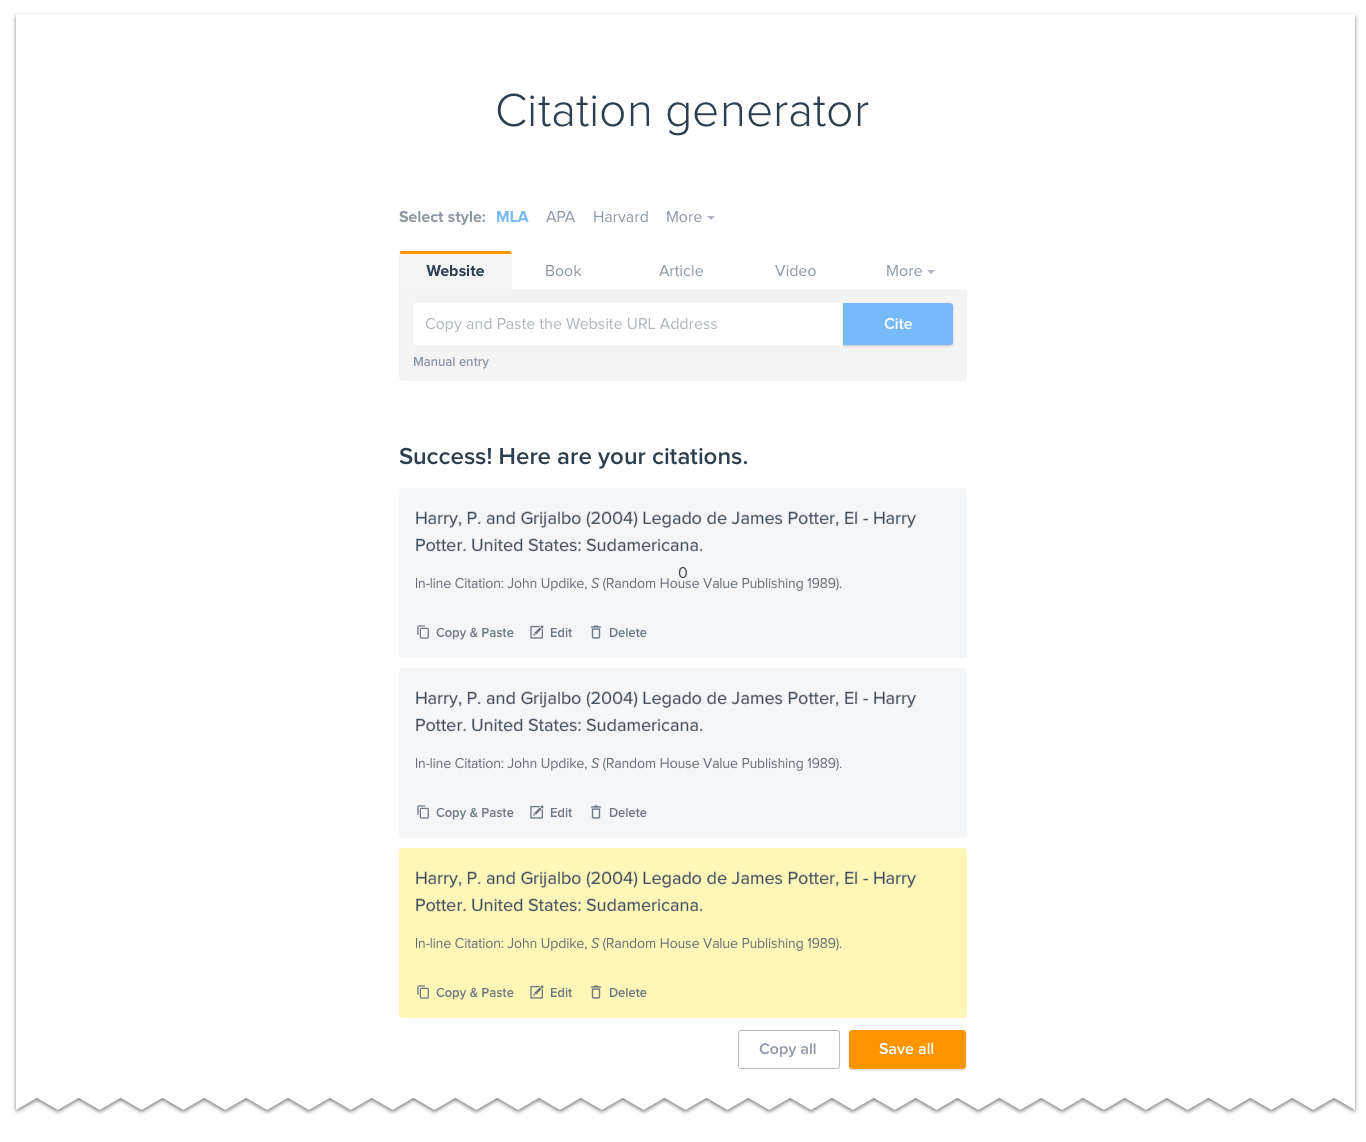 Citation generator
Select style: MLA APA Harvard More
Website Book Article Video More
Copy and Paste the Website URL Address Cite
Manual entry
Success! Here are your citations.
Harry, P. and Grijalbo (2004) Legado de James Potter, El - Harry
Potter. United States: Sudamericana.
0
In-line Citation: John Updike, S (Random House Value Publishing 1989).
Copy & Paste Edit Delete
Harry, P. and Grijalbo (2004) Legado de James Potter, El - Harry
Potter. United States: Sudamericana.
In-line Citation: John Updike, S (Random House Value Publishing 1989).
Copy & Paste Edit Delete
Harry, P. and Grijalbo (2004) Legado de James Potter, El - Harry
Potter. United States: Sudamericana.
In-line Citation: John Updike, S (Random House Value Publishing 1989).
Copy & Paste Edit Delete
Copy all Save all